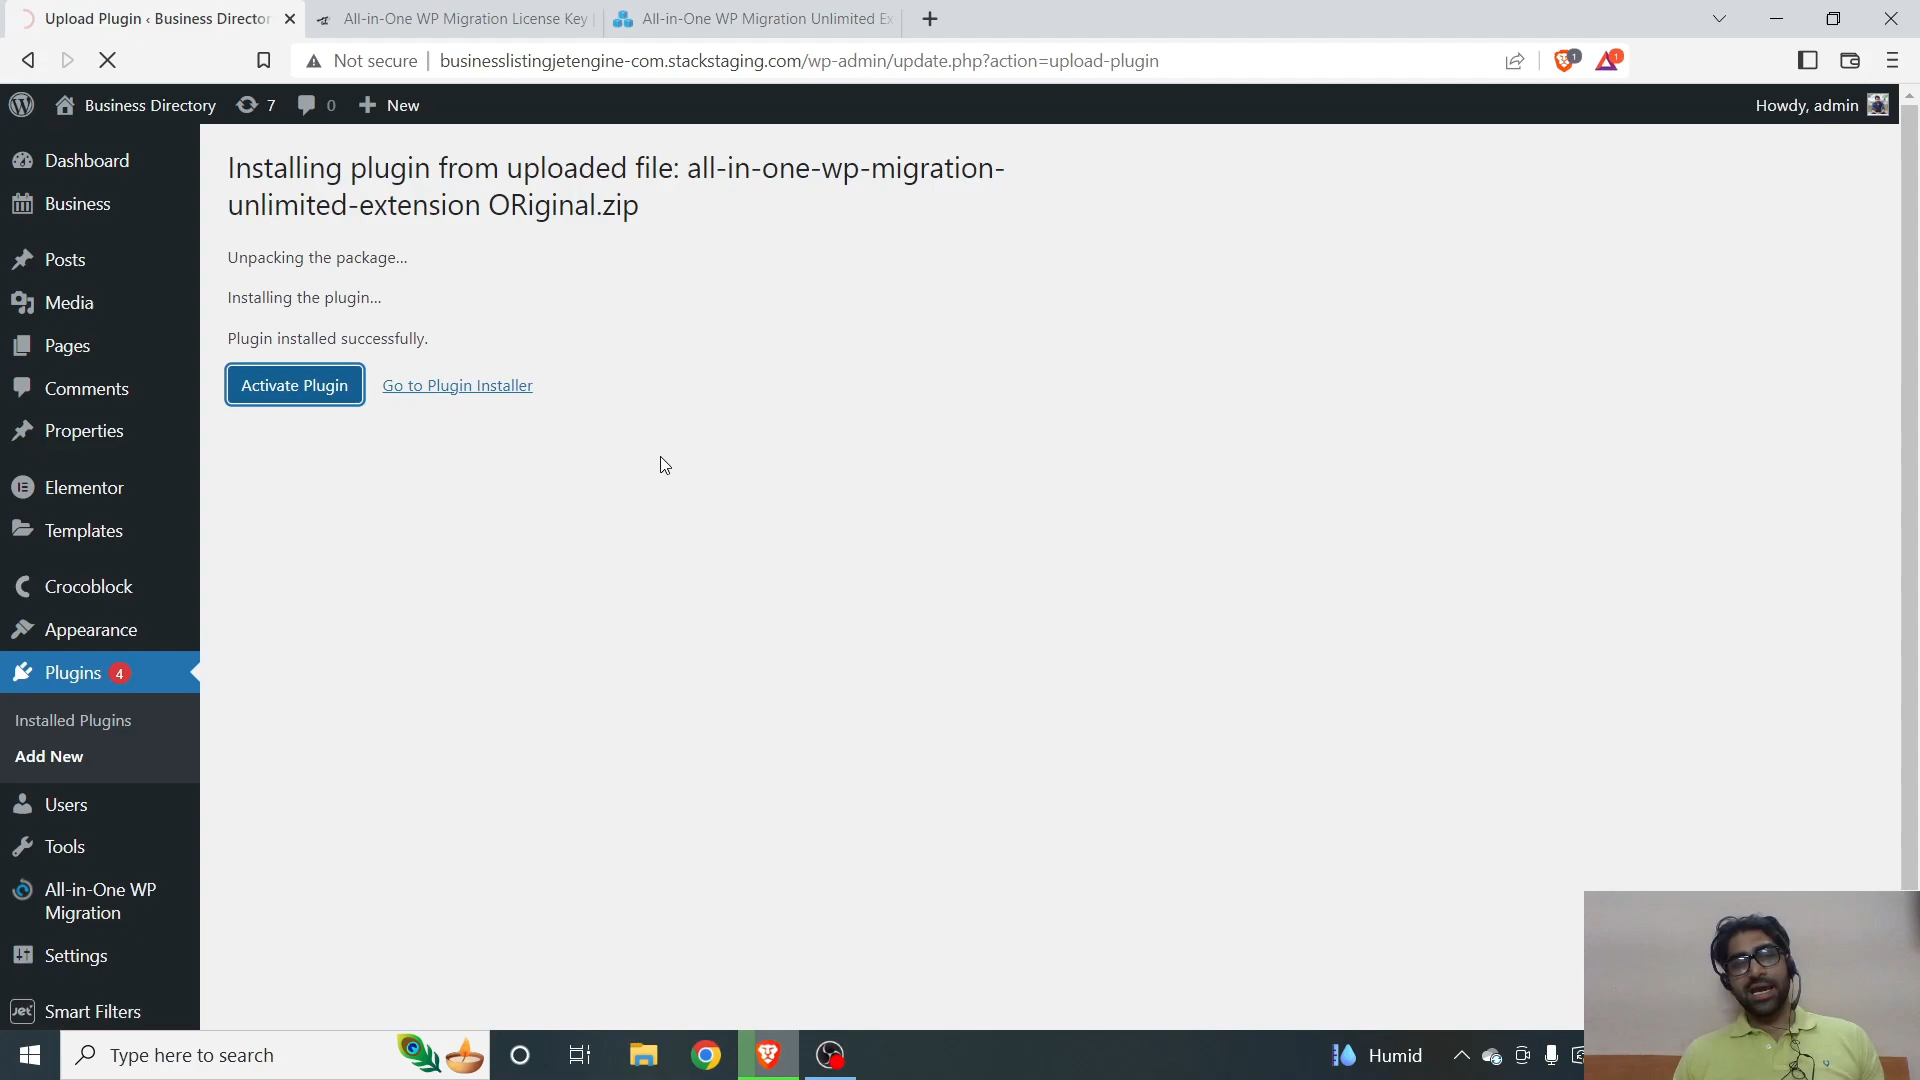 Upload Plugin ‹ Business Director
All-in-One WP Migration License Key
All-in-One WP Migration Unlimited Ex
Not secure
businesslistingjetengine-com.stackstaging.com/wp-admin/update.php?action=upload-plugin
1
1
Business Directory
7
0
New
Howdy, admin
Dashboard
Business
Posts
Media
Pages
Comments
Properties
Elementor
Templates
Crocoblock
Appearance
Plugins 4
Installed Plugins
Add New
Users
Tools
All-in-One WP
Migration
Settings
Jet
Smart Filters
Installing plugin from uploaded file: all-in-one-wp-migration-
unlimited-extension ORiginal.zip
Unpacking the package...
Installing the plugin...
Plugin installed successfully.
Activate Plugin
Go to Plugin Installer
Type here to search
Humid